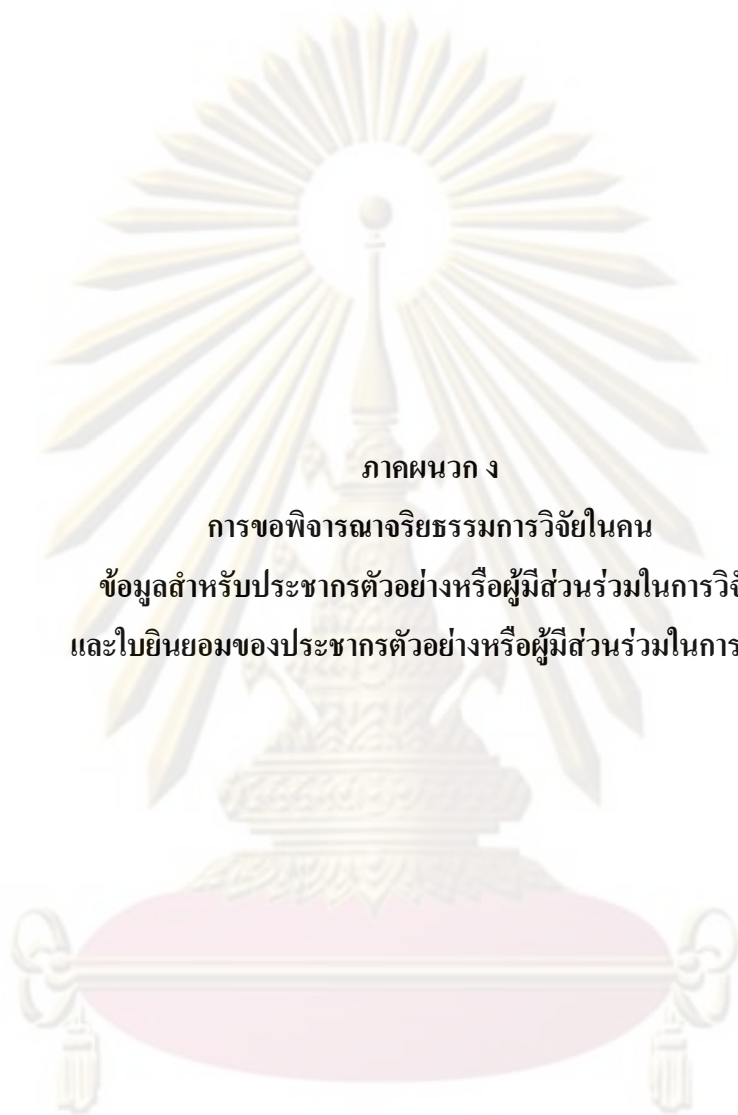 ภาคผนวก ง
การขอพิจารณาจริยธรรมการวิจัยในคน
ข้อมูลสำหรับประชากรตัวอย่างหรือผู้มีส่วนร่วมในการวิจั
และใบยินยอมของประชากรตัวอย่างหรือผู้มีส่วนร่วมในการ